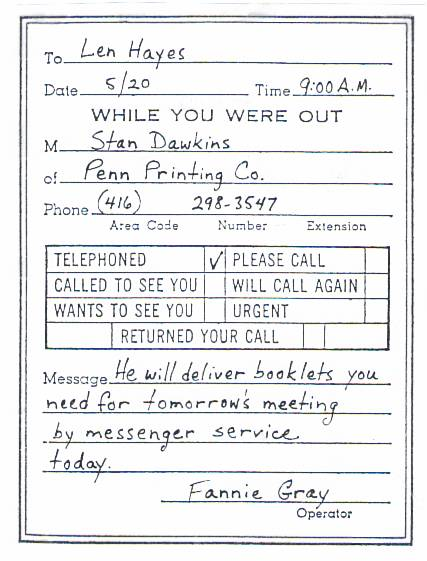 To Len Hayes
Date 5/20 Time 9:00 A.M.
WHILE YOU WERE OUT
M Stan Dawkins
of Penn Printing Co.
Phone (416) 298-3547
Area Code Number Extension
TELEPHONED ✓ PLEASE CALL
CALLED TO SEE YOU WILL CALL AGAIN
WANTS TO SEE YOU URGENT
RETURNED YOUR CALL
Message He will deliver booklets you
need for tomorrow's meeting
by messenger service
today.
Fannie Gray
Operator